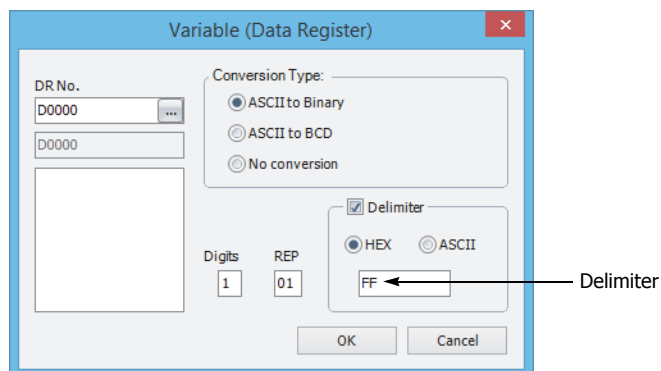 Variable (Data Register)
DR No.
D0000
...
D0000
Conversion Type:
ASCII to Binary
ASCII to BCD
No conversion
Digits
REP
1
01
Delimiter
HEX
ASCII
FF
Delimiter
OK
Cancel